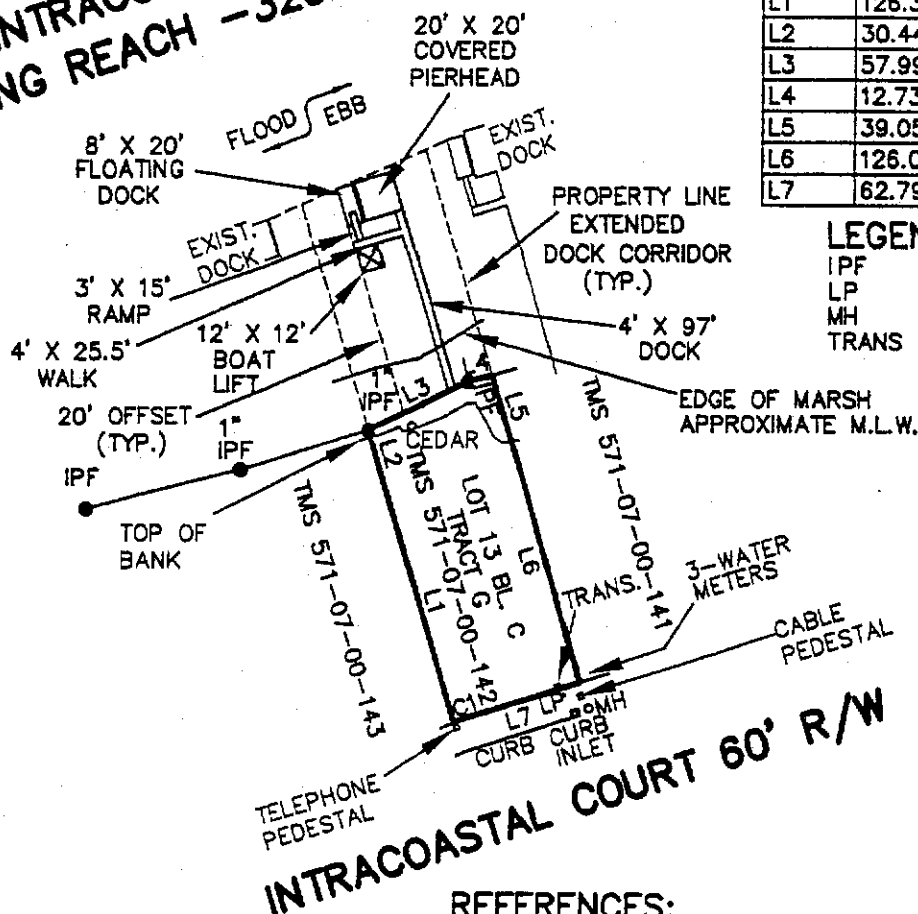 INTRACO
NG REACH -320
20' X 20'
COVERED
PIERHEAD
FLOOD
EBB
8' X 20'
FLOATING
DOCK
EXIST.
DOCK
EXIST.
DOCK
PROPERTY LINE
EXTENDED
DOCK CORRIDOR
(TYP.)
3' X 15'
RAMP
4' X 25.5'
WALK
12' X 12'
BOAT
LIFT
4' X 97'
DOCK
20' OFFSET
(TYP.)
EDGE OF MARSH
APPROXIMATE M.L.W.
L2 30.44
L3 57.99
L4 12.73
L5 39.05
L6 126.0
L7 62.79
LEGEN
IPF
LP
MH
TRANS
1"
IPF
L3
IPF
L5
1"
IPF
IPF
CEDAR
L2
TOP OF
BANK
TMS 571-07-00-143
L1
TMS 571-07-00-142
LOT 13 BL. C
TRACT G
L6
TMS 571-07-00-141
TRANS.
3-WATER
METERS
CABLE
PEDESTAL
C1
L7
LP
MH
CURB
CURB
INLET
TELEPHONE
PEDESTAL
INTRACOASTAL COURT 60' R/W
REFERENCES: